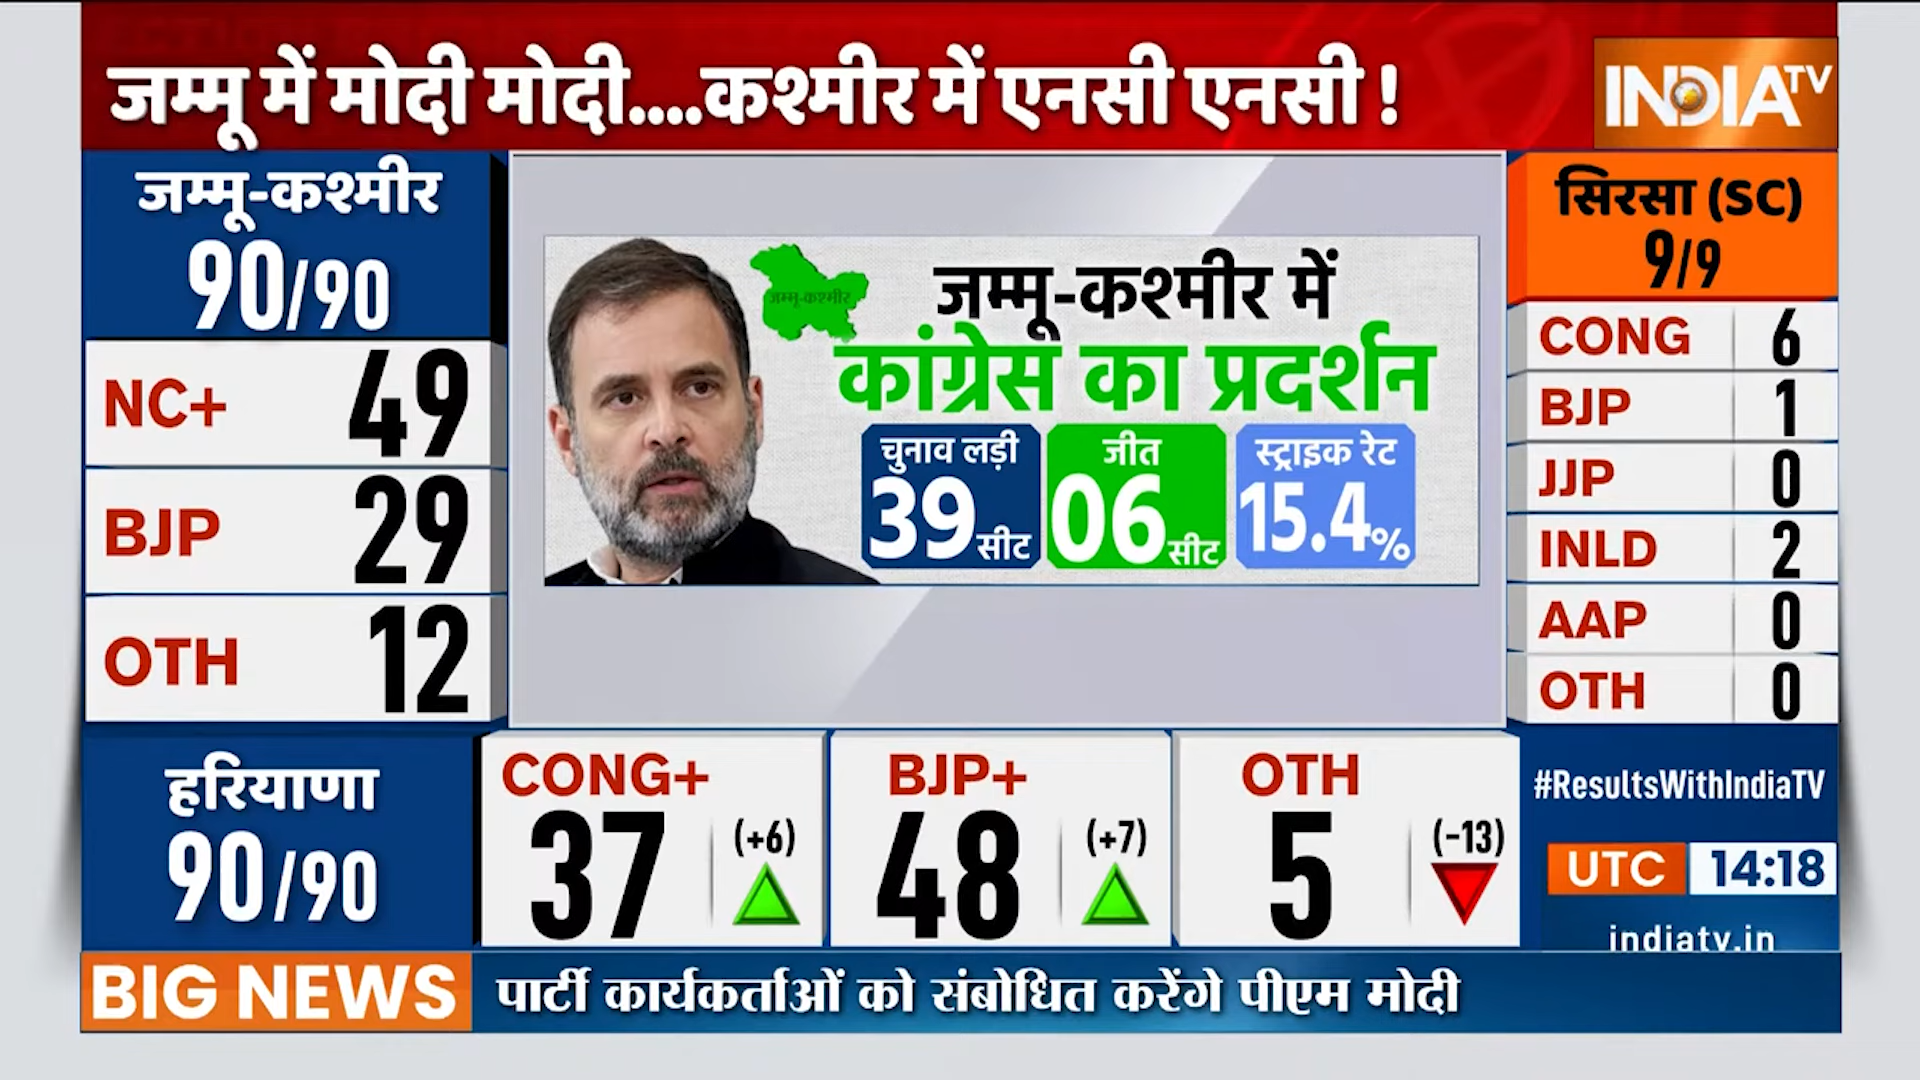 जम्मू में मोदी मोदी....कश्मीर में एनसी एनसी !
INDIA TV
जम्मू-कश्मीर
90/90
NC+ 49
BJP 29
OTH 12
जम्मू-कश्मीर
जम्मू-कश्मीर में
कांग्रेस का प्रदर्शन
चुनाव लड़ी
39 सीट
जीत
06 सीट
स्ट्राइक रेट
15.4%
सिरसा (SC)
9/9
CONG 6
BJP 1
JJP 0
INLD 2
AAP 0
OTH 0
हरियाणा
90/90
CONG+
37 (+6)
BJP+
48 (+7)
OTH
5 (-13)
#ResultsWithIndiaTV
UTC 14:18
indiatv.in
BIG NEWS पार्टी कार्यकर्ताओं को संबोधित करेंगे पीएम मोदी